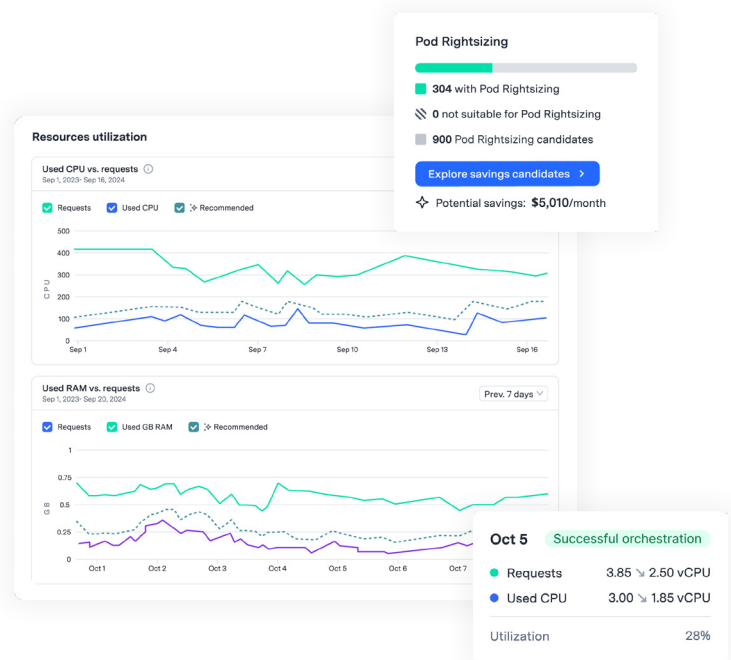 Pod Rightsizing
304 with Pod Rightsizing
0 not suitable for Pod Rightsizing
900 Pod Rightsizing candidates
Explore savings candidates >
Potential savings: $5,010/month
Resources utilization
Used CPU vs. requests
Sep 1, 2023- Sep 16, 2024
Requests Used CPU Recommended
500
400
300
200
100
0
CPU
Sep 1 Sep 4 Sep 7 Sep 10 Sep 13 Sep 16
Used RAM vs. requests
Sep 1, 2023- Sep 20, 2024
Prev. 7 days
Requests Used GB RAM Recommended
1
0.75
0.5
0.25
0
GB
Oct 1 Oct 2 Oct 3 Oct 4 Oct 5 Oct 6 Oct 7
Oct 5 Successful orchestration
Requests 3.85 ↘ 2.50 vCPU
Used CPU 3.00 ↘ 1.85 vCPU
Utilization 28%